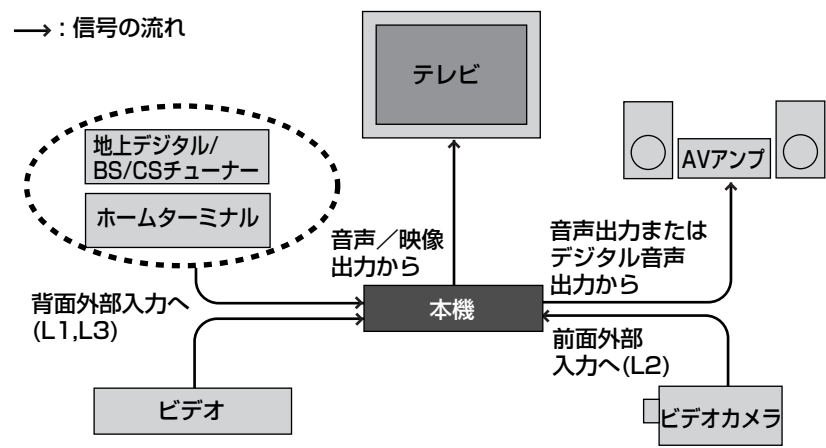 → : 信号の流れ
テレビ
地上デジタル/
BS/CSチューナー
ホームターミナル
AVアンプ
音声／映像
出力から
音声出力または
デジタル音声
出力から
背面外部入力へ
(L1,L3)
本機
前面外部
入力へ(L2)
ビデオ
ビデオカメラ